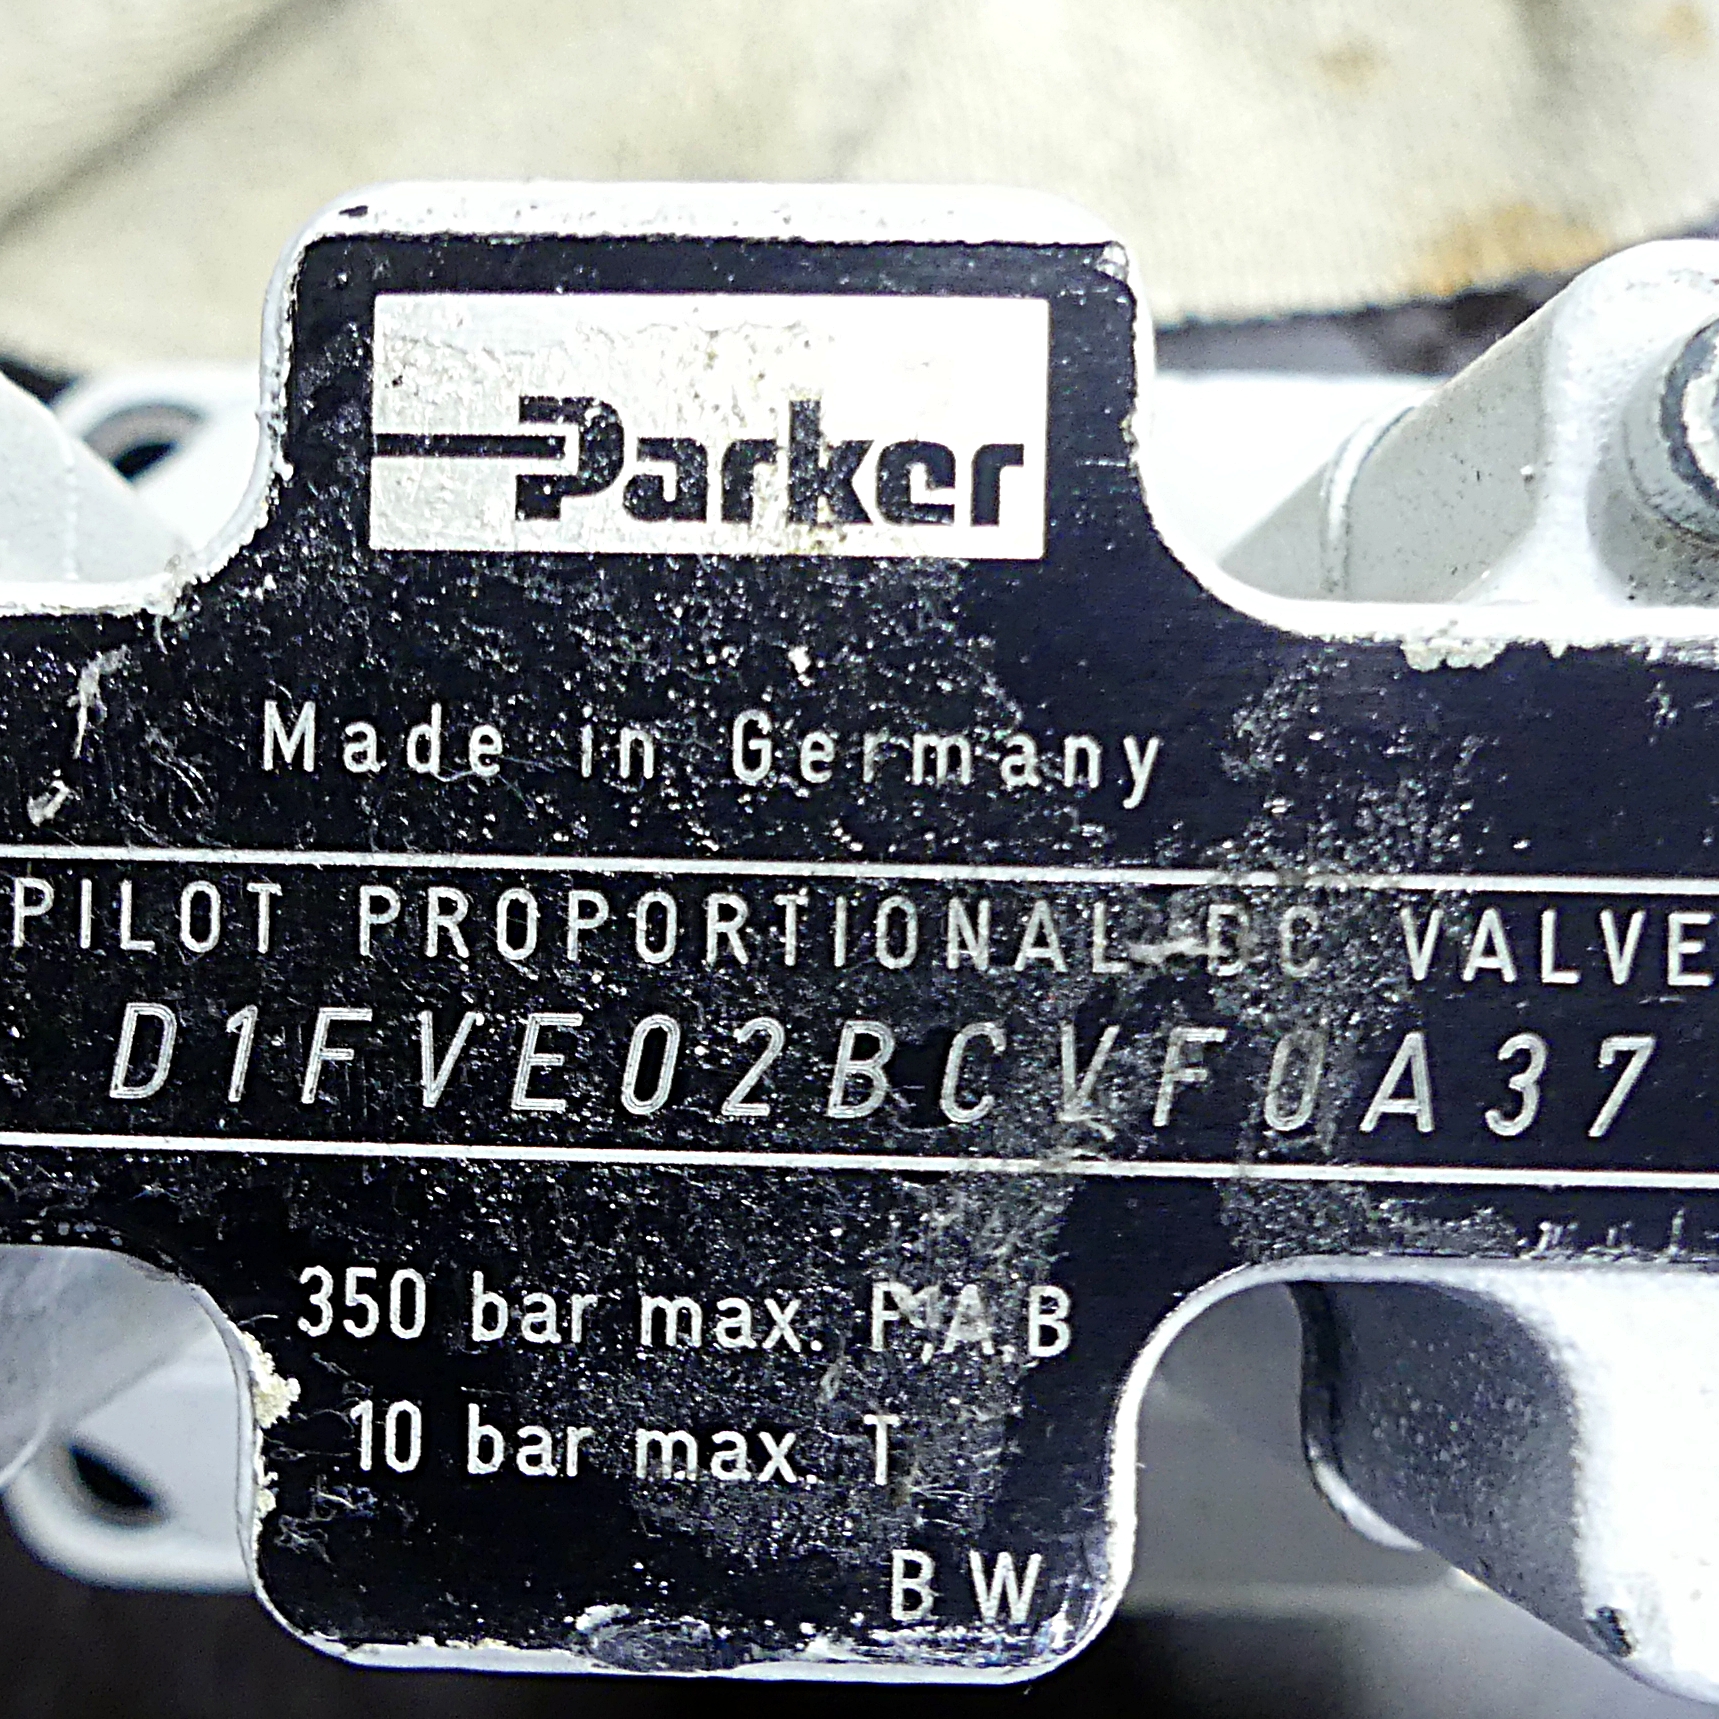 Parker
Made in Germany
PILOT PROPORTIONAL DC VALVE
D1FVE02BCVF0A37
350 bar max. P,A,B
10 bar max. T
BW